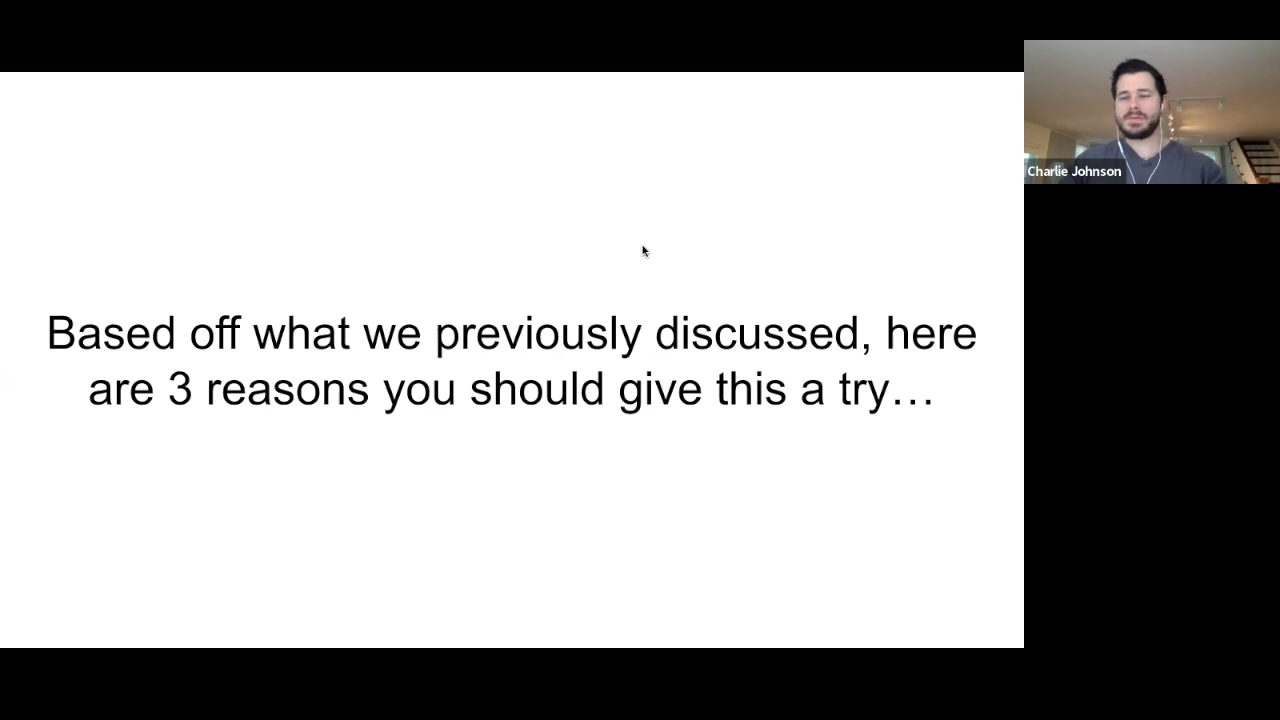 Based off what we previously discussed, here
are 3 reasons you should give this a try…
Charlie Johnson